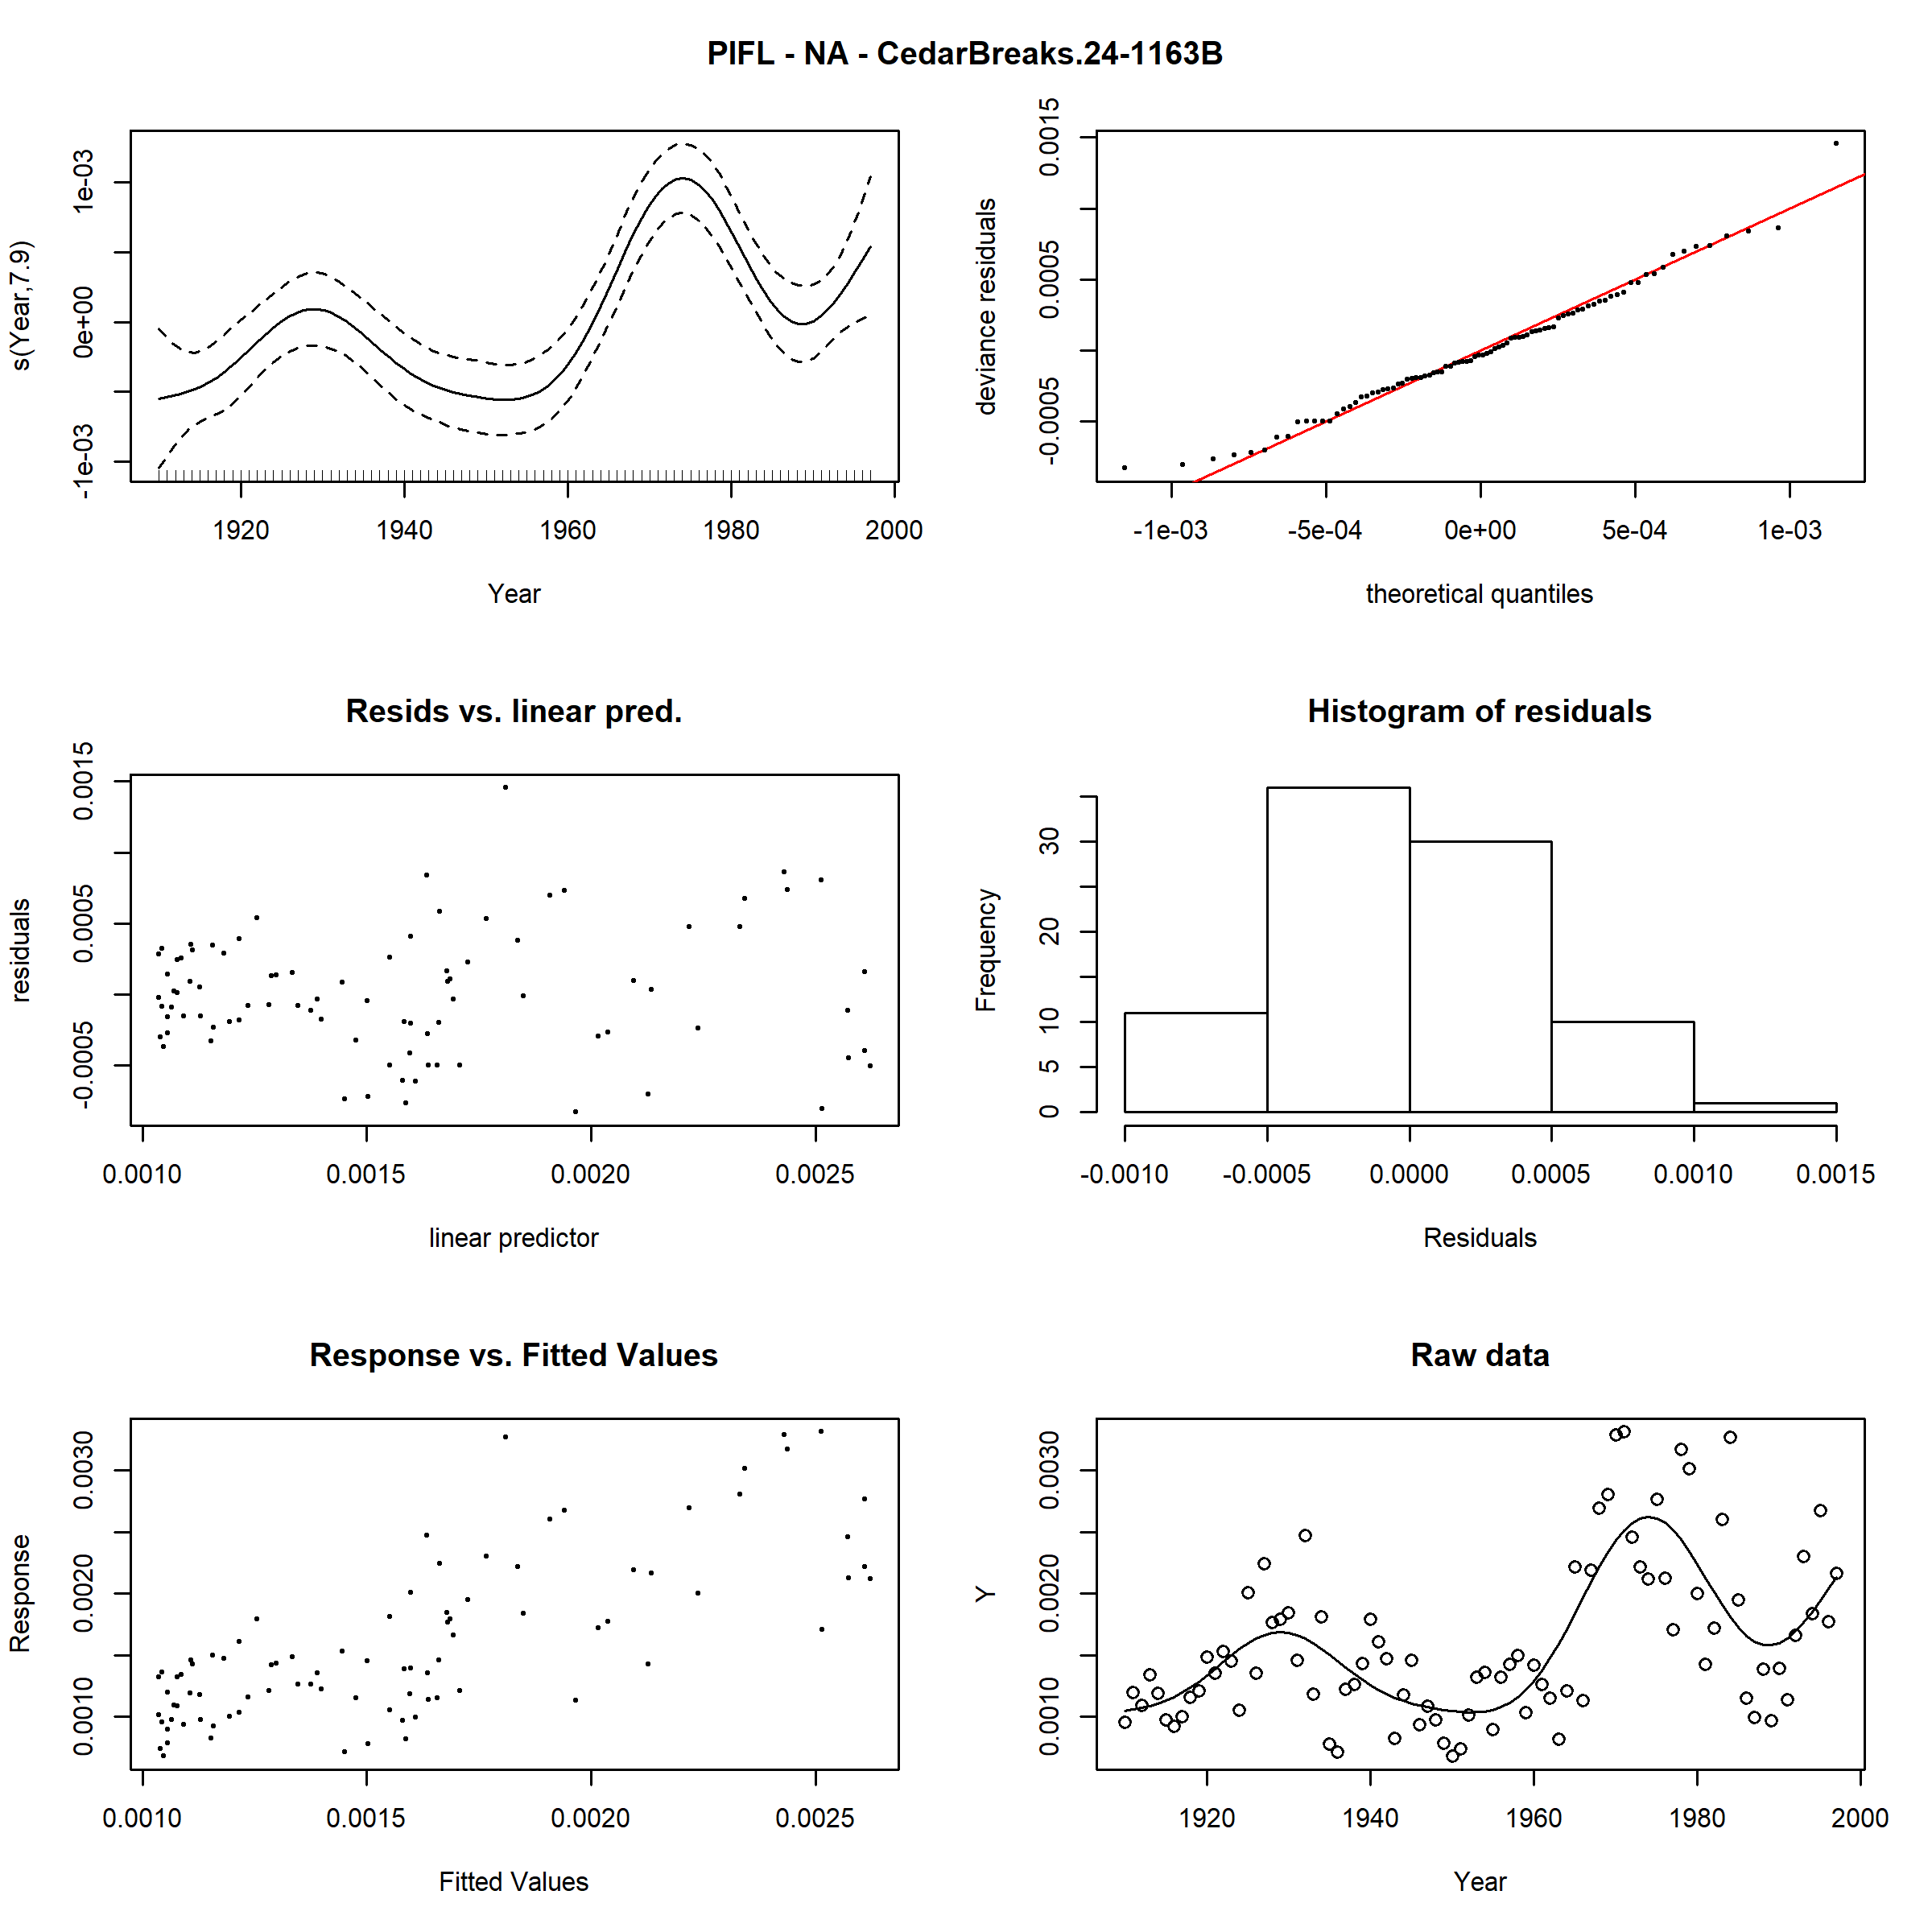 PIFL - NA - CedarBreaks.24-1163B
s(Year,7.9)
-1e-03 0e+00 1e-03
1920 1940 1960 1980 2000
Year
deviance residuals
-0.0005 0.0005 0.0015
-1e-03 -5e-04 0e+00 5e-04 1e-03
theoretical quantiles
Resids vs. linear pred.
residuals
-0.0005 0.0005 0.0015
0.0010 0.0015 0.0020 0.0025
linear predictor
Histogram of residuals
Frequency
0 5 10 20 30
-0.0010 -0.0005 0.0000 0.0005 0.0010 0.0015
Residuals
Response vs. Fitted Values
Response
0.0010 0.0020 0.0030
0.0010 0.0015 0.0020 0.0025
Fitted Values
Raw data
Y
0.0010 0.0020 0.0030
1920 1940 1960 1980 2000
Year